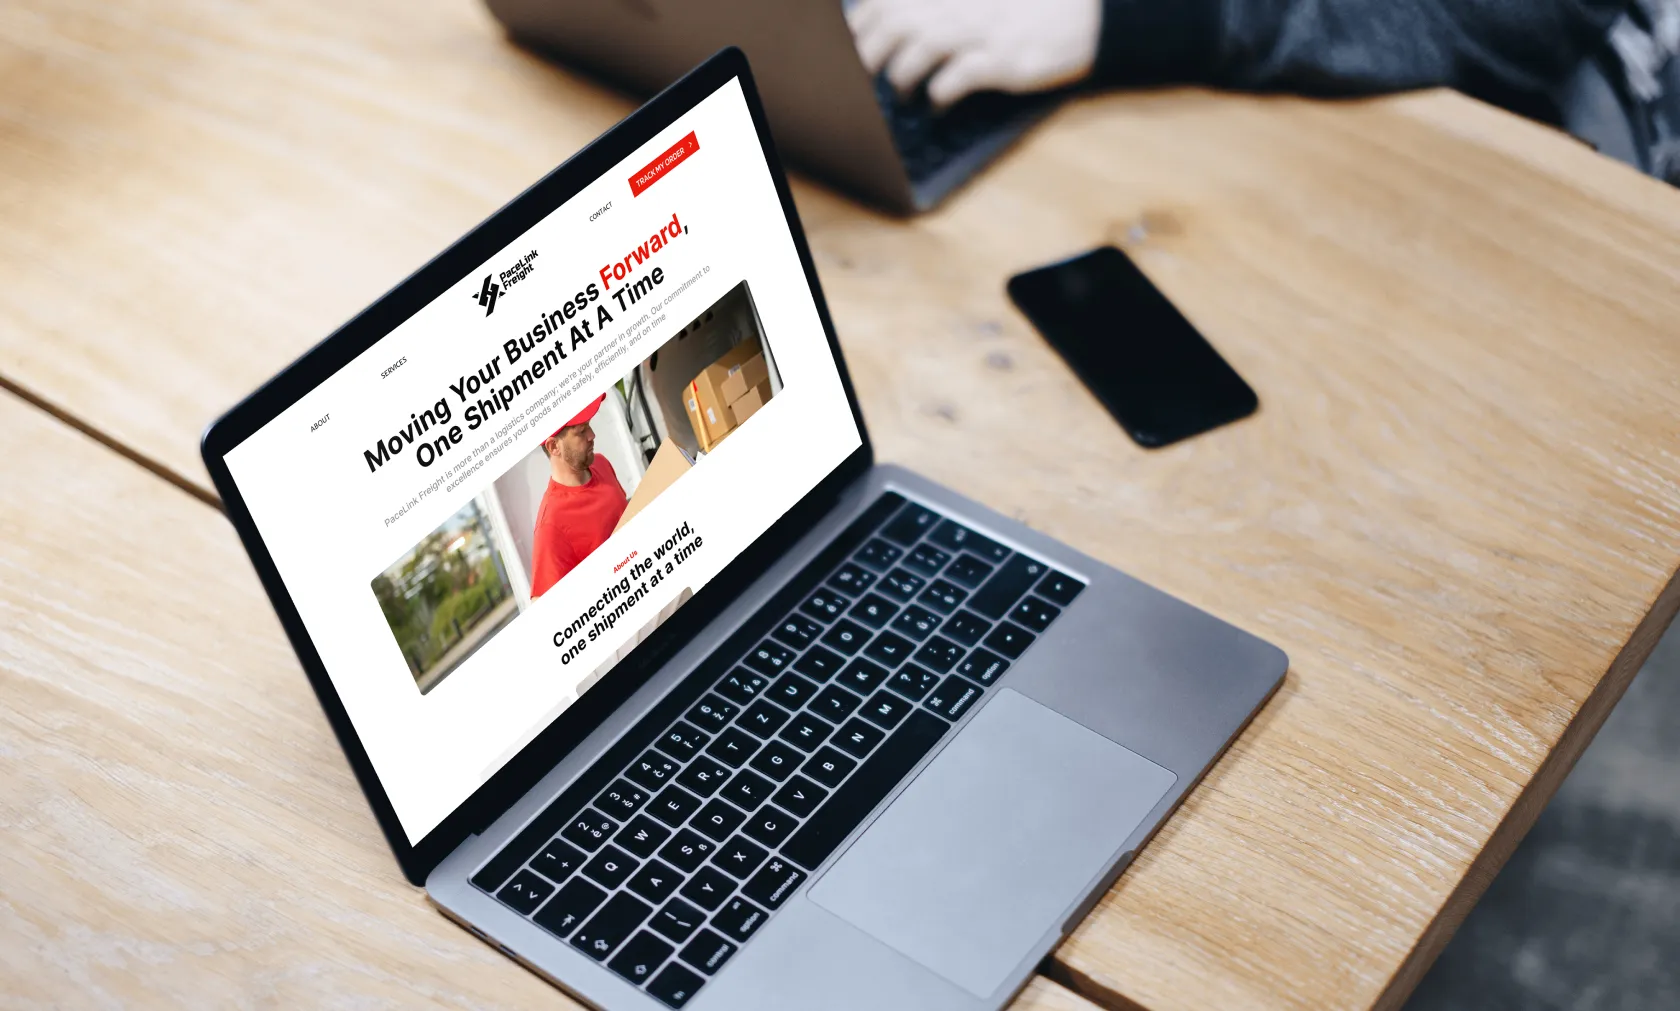 ABOUT
SERVICES
PaceLink
Freight
CONTACT
TRACK MY ORDER >
Moving Your Business Forward,
One Shipment At A Time
PaceLink Freight is more than a logistics company; we're your partner in growth. Our commitment to
excellence ensures your goods arrive safely, efficiently, and on time
About Us
Connecting the world,
one shipment at a time
1 2 3 4 5 6 7 8 9 0
Q W E R T Z U I O P
A S D F G H J K L
Y X C V B N M
fn control option command
command option